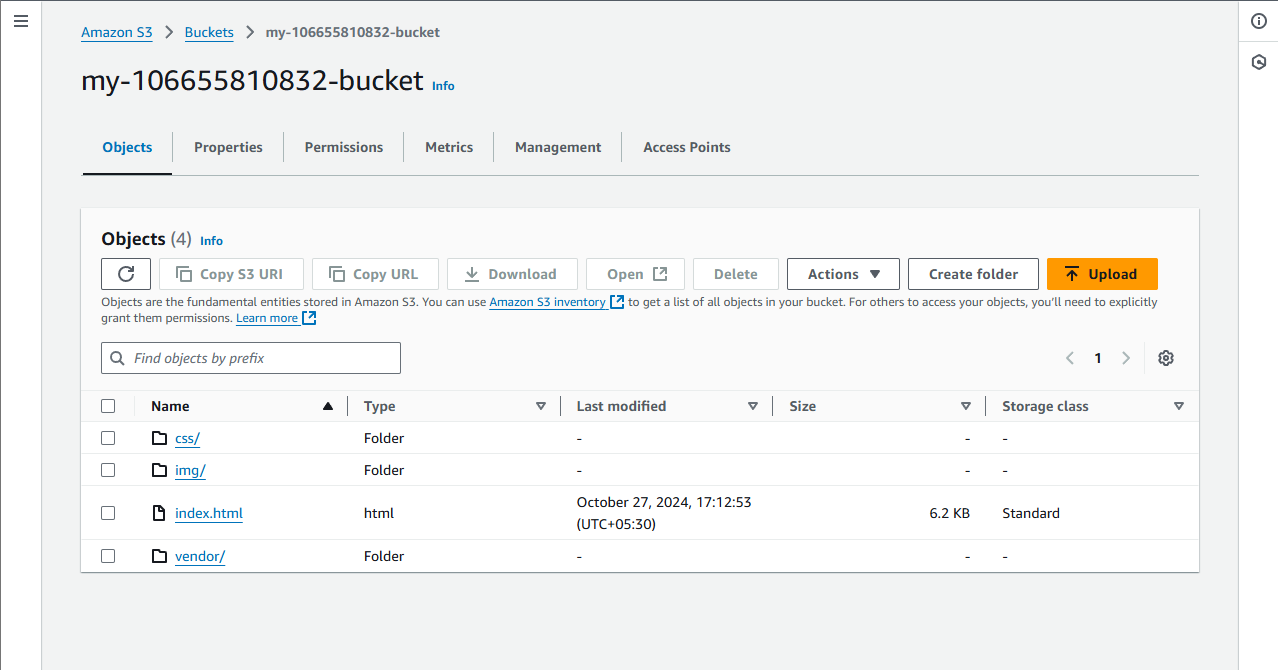 Amazon S3 > Buckets > my-106655810832-bucket
my-106655810832-bucket Info
Objects Properties Permissions Metrics Management Access Points
Objects (4) Info
Copy S3 URI Copy URL Download Open Delete Actions Create folder Upload
Objects are the fundamental entities stored in Amazon S3. You can use Amazon S3 inventory to get a list of all objects in your bucket. For others to access your objects, you'll need to explicitly
grant them permissions. Learn more
Find objects by prefix 1
Name Type Last modified Size Storage class
css/ Folder - - -
img/ Folder - - -
index.html html October 27, 2024, 17:12:53 (UTC+05:30) 6.2 KB Standard
vendor/ Folder - - -